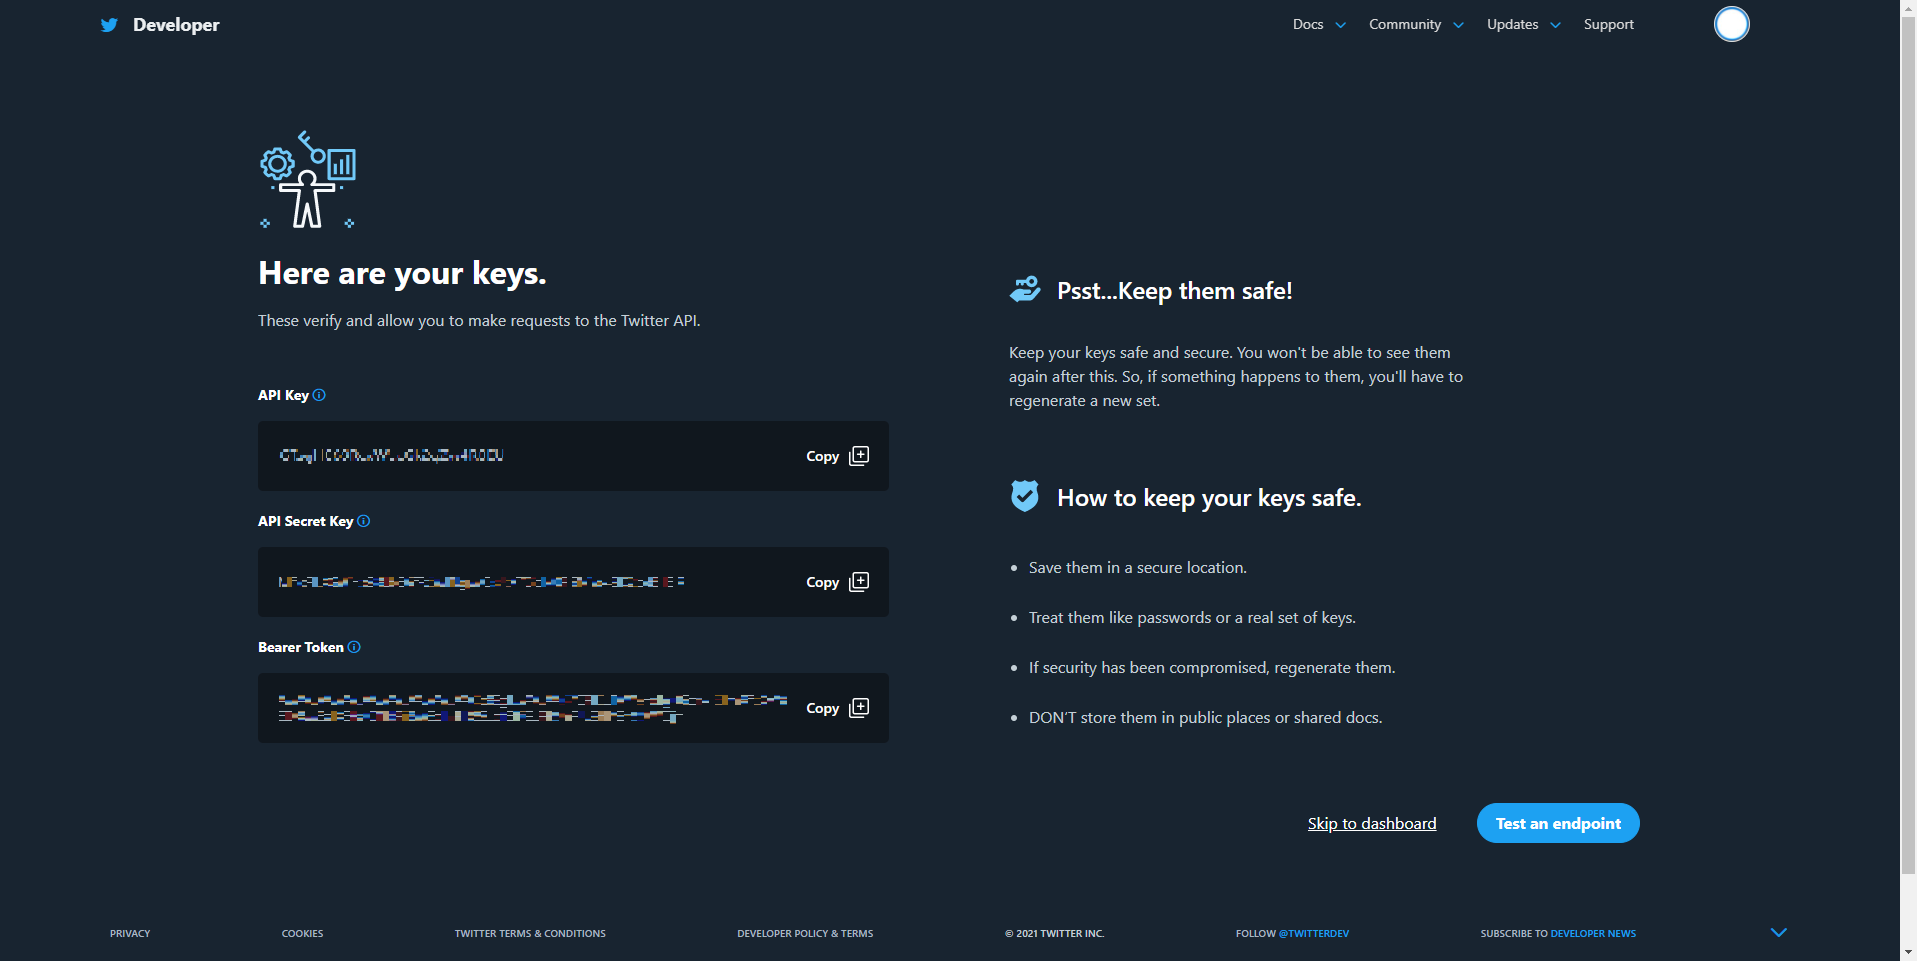 Developer
Docs
Community
Updates
Support
Here are your keys.
These verify and allow you to make requests to the Twitter API.
API Key
Copy
API Secret Key
Copy
Bearer Token
Copy
Psst...Keep them safe!
Keep your keys safe and secure. You won't be able to see them
again after this. So, if something happens to them, you'll have to
regenerate a new set.
How to keep your keys safe.
Save them in a secure location.
Treat them like passwords or a real set of keys.
If security has been compromised, regenerate them.
DON'T store them in public places or shared docs.
Skip to dashboard
Test an endpoint
PRIVACY
COOKIES
TWITTER TERMS & CONDITIONS
DEVELOPER POLICY & TERMS
© 2021 TWITTER INC.
FOLLOW @TWITTERDEV
SUBSCRIBE TO DEVELOPER NEWS